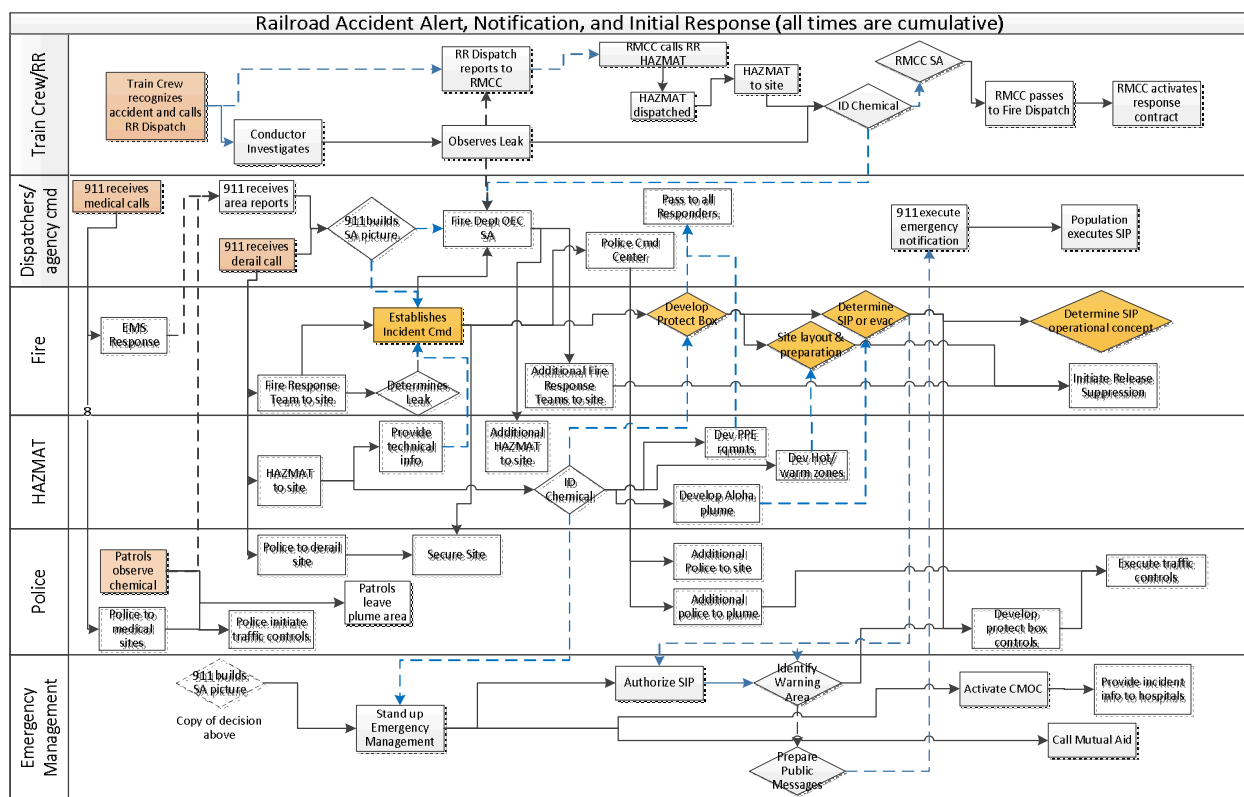 Railroad Accident Alert, Notification, and Initial Response (all times are cumulative)
Train Crew/RR
Train Crew
recognizes
accident and calls
RR Dispatch
Conductor
Investigates
RR Dispatch
reports to
RMCC
Observes Leak
RMCC calls RR
HAZMAT
HAZMAT
dispatched
HAZMAT
to site
ID Chemical
RMCC SA
RMCC passes
to Fire Dispatch
RMCC activates
response
contract
Dispatchers/
agency cmd
911 receives
medical calls
911 receives
area reports
911 receives
derail call
911 builds
SA picture
Fire Dept OEC
SA
Police Cmd
Center
Pass to all
Responders
911 execute
emergency
notification
Population
executes SIP
Fire
EMS
Response
Establishes
Incident Cmd
Fire Response
Team to site
Determines
Leak
Additional Fire
Response
Teams to site
Develop
Protect Box
Determine
SIP or evac
Site layout &
preparation
Determine SIP
operational concept
Initiate Release
Suppression
8
HAZMAT
HAZMAT
to site
Provide
technical
info
Additional
HAZMAT
to site
ID
Chemical
Dev PPE
rqmnts
Dev Hot/
warm zones
Develop Aloha
plume
Police
Patrols
observe
chemical
Police to
medical sites
Police initiate
traffic controls
Police to derail
site
Secure Site
Patrols
leave
plume area
Additional
Police to site
Additional
police to plume
Execute traffic
controls
Develop
protect box
controls
Emergency
Management
911 builds
SA picture
Copy of decision
above
Stand up
Emergency
Management
Authorize SIP
Identify
Warning
Area
Prepare
Public
Messages
Activate CMOC
Provide incident
info to hospitals
Call Mutual Aid